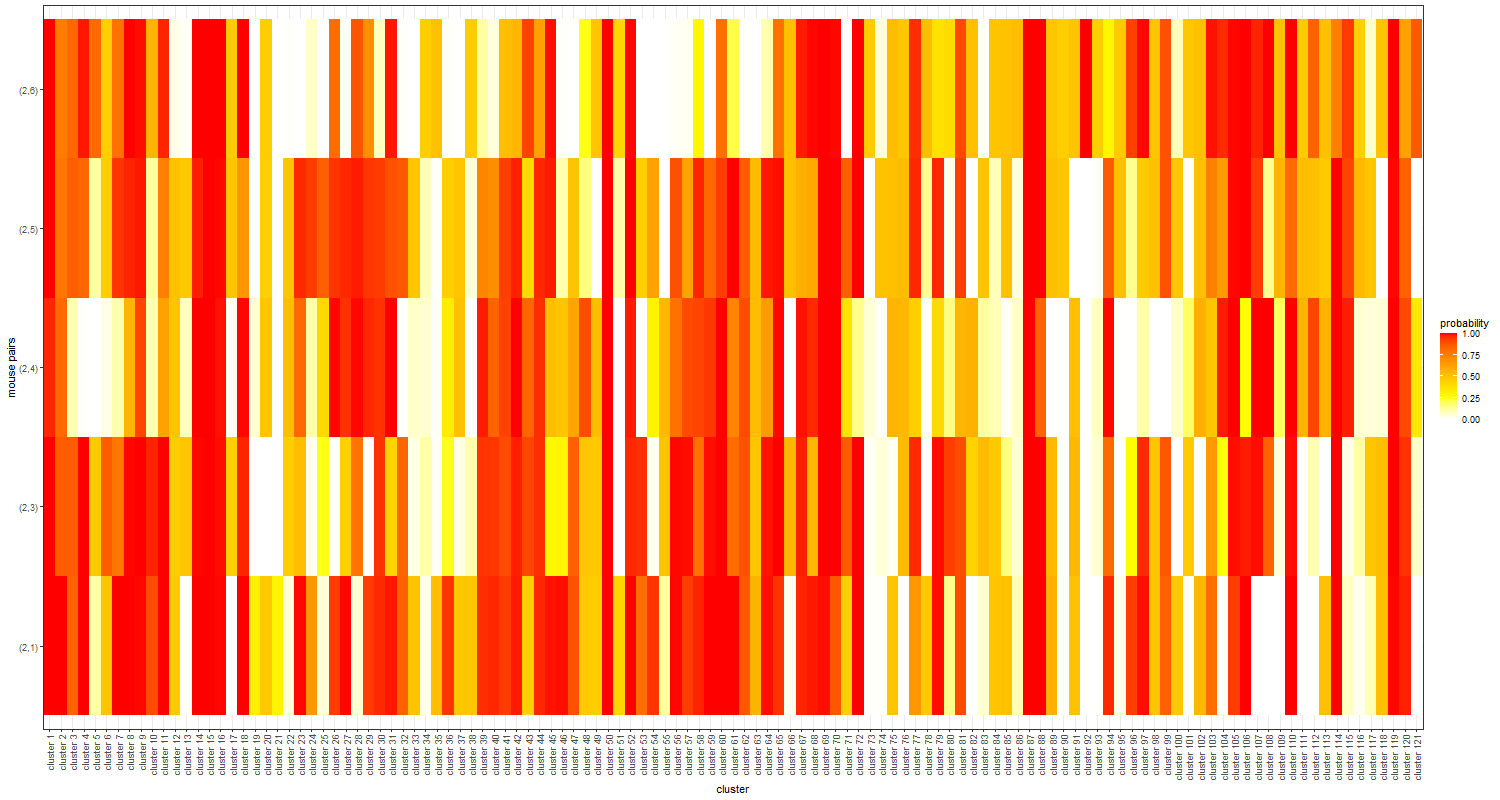 (2,6)
(2,5)
(2,4)
(2,3)
(2,1)
mouse pairs
cluster 1
cluster 2
cluster 3
cluster 4
cluster 5
cluster 6
cluster 7
cluster 8
cluster 9
cluster 10
cluster 11
cluster 12
cluster 13
cluster 14
cluster 15
cluster 16
cluster 17
cluster 18
cluster 19
cluster 20
cluster 21
cluster 22
cluster 23
cluster 24
cluster 25
cluster 26
cluster 27
cluster 28
cluster 29
cluster 30
cluster 31
cluster 32
cluster 33
cluster 34
cluster 35
cluster 36
cluster 37
cluster 38
cluster 39
cluster 40
cluster 41
cluster 42
cluster 43
cluster 44
cluster 45
cluster 46
cluster 47
cluster 48
cluster 49
cluster 50
cluster 51
cluster 52
cluster 53
cluster 54
cluster 55
cluster 56
cluster 57
cluster 58
cluster 59
cluster 60
cluster 61
cluster 62
cluster 63
cluster 64
cluster 65
cluster 66
cluster 67
cluster 68
cluster 69
cluster 70
cluster 71
cluster 72
cluster 73
cluster 74
cluster 75
cluster 76
cluster 77
cluster 78
cluster 79
cluster 80
cluster 81
cluster 82
cluster 83
cluster 84
cluster 85
cluster 86
cluster 87
cluster 88
cluster 89
cluster 90
cluster 91
cluster 92
cluster 93
cluster 94
cluster 95
cluster 96
cluster 97
cluster 98
cluster 99
cluster 100
cluster 101
cluster 102
cluster 103
cluster 104
cluster 105
cluster 106
cluster 107
cluster 108
cluster 109
cluster 110
cluster 111
cluster 112
cluster 113
cluster 114
cluster 115
cluster 116
cluster 117
cluster 118
cluster 119
cluster 120
cluster 121
cluster
probability
1.00
0.75
0.50
0.25
0.00